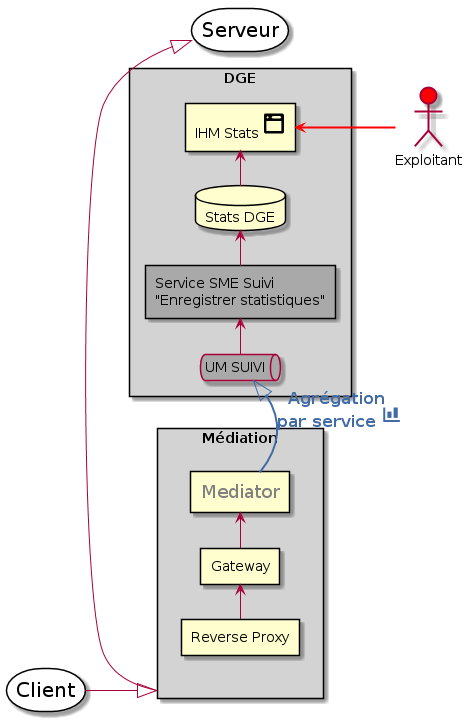 Serveur
DGE
IHM Stats
Exploitant
Stats DGE
Service SME Suivi
"Enregistrer statistiques"
UM SUIVI
Agrégation
par service
Médiation
Mediator
Gateway
Reverse Proxy
Client